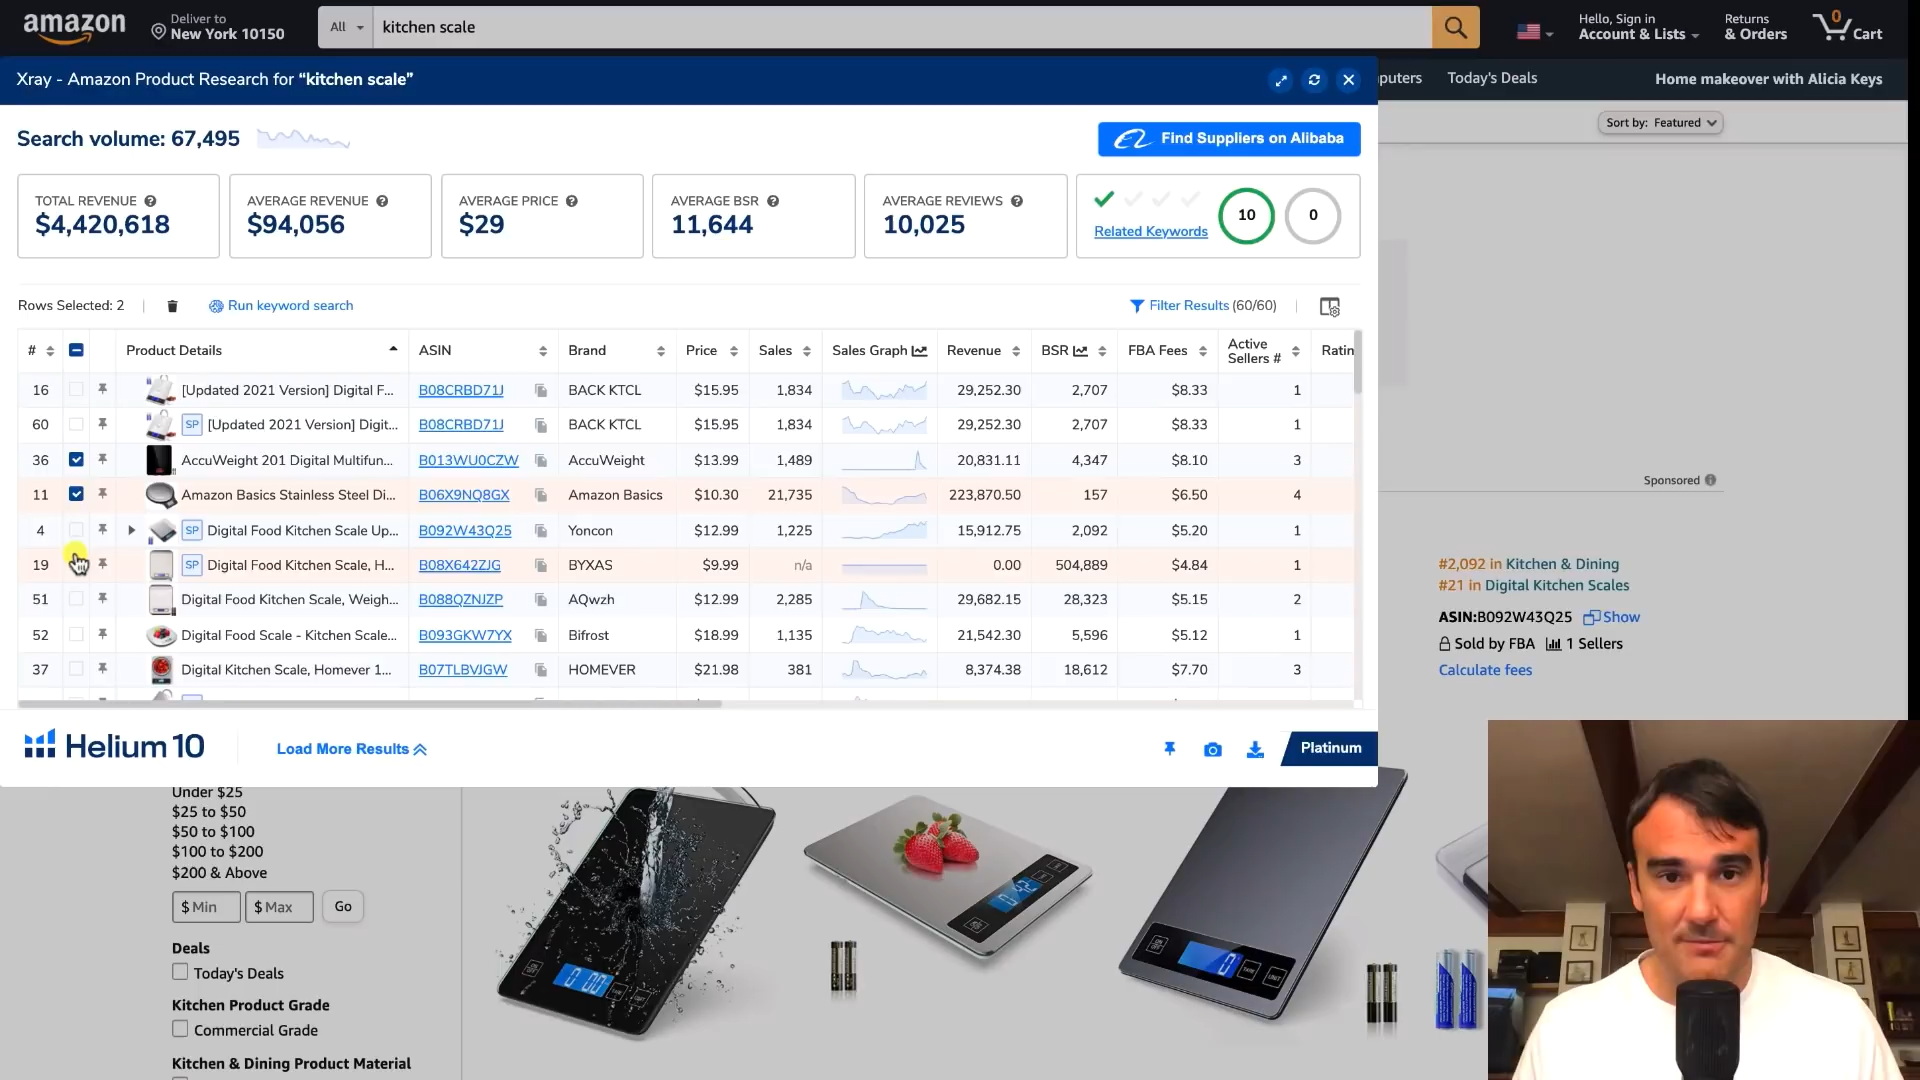 amazon
Deliver to
New York 10150
All
kitchen scale
Hello, Sign in
Account & Lists
Returns
& Orders
0
Cart
Xray - Amazon Product Research for “kitchen scale”
puters
Today's Deals
Home makeover with Alicia Keys
Sort by: Featured
Search volume: 67,495
Find Suppliers on Alibaba
TOTAL REVENUE
$4,420,618
AVERAGE REVENUE
$94,056
AVERAGE PRICE
$29
AVERAGE BSR
11,644
AVERAGE REVIEWS
10,025
Related Keywords
10
0
Rows Selected: 2
Run keyword search
Filter Results (60/60)
# Product Details ASIN Brand Price Sales Sales Graph Revenue BSR FBA Fees Active Sellers # Ratin
16 [Updated 2021 Version] Digital F... B08CRBD71J BACK KTCL $15.95 1,834 29,252.30 2,707 $8.33 1
60 SP [Updated 2021 Version] Digit... B08CRBD71J BACK KTCL $15.95 1,834 29,252.30 2,707 $8.33 1
36 AccuWeight 201 Digital Multifun... B013WU0CZW AccuWeight $13.99 1,489 20,831.11 4,347 $8.10 3
11 Amazon Basics Stainless Steel Di... B06X9NQ8GX Amazon Basics $10.30 21,735 223,870.50 157 $6.50 4
4 SP Digital Food Kitchen Scale Up... B092W43Q25 Yoncon $12.99 1,225 15,912.75 2,092 $5.20 1
19 SP Digital Food Kitchen Scale, H... B08X642ZJG BYXAS $9.99 n/a 0.00 504,889 $4.84 1
51 Digital Food Kitchen Scale, Weigh... B088QZNJZP AQwzh $12.99 2,285 29,682.15 28,323 $5.15 2
52 Digital Food Scale - Kitchen Scale... B093GKW7YX Bifrost $18.99 1,135 21,542.30 5,596 $5.12 1
37 Digital Kitchen Scale, Homever 1... B07TLBVJGW HOMEVER $21.98 381 8,374.38 18,612 $7.70 3
Sponsored
#2,092 in Kitchen & Dining
#21 in Digital Kitchen Scales
ASIN:B092W43Q25 Show
Sold by FBA 1 Sellers
Calculate fees
Helium 10
Load More Results
Platinum
Under $25
$25 to $50
$50 to $100
$100 to $200
$200 & Above
$ Min
$ Max
Go
Deals
Today's Deals
Kitchen Product Grade
Commercial Grade
Kitchen & Dining Product Material